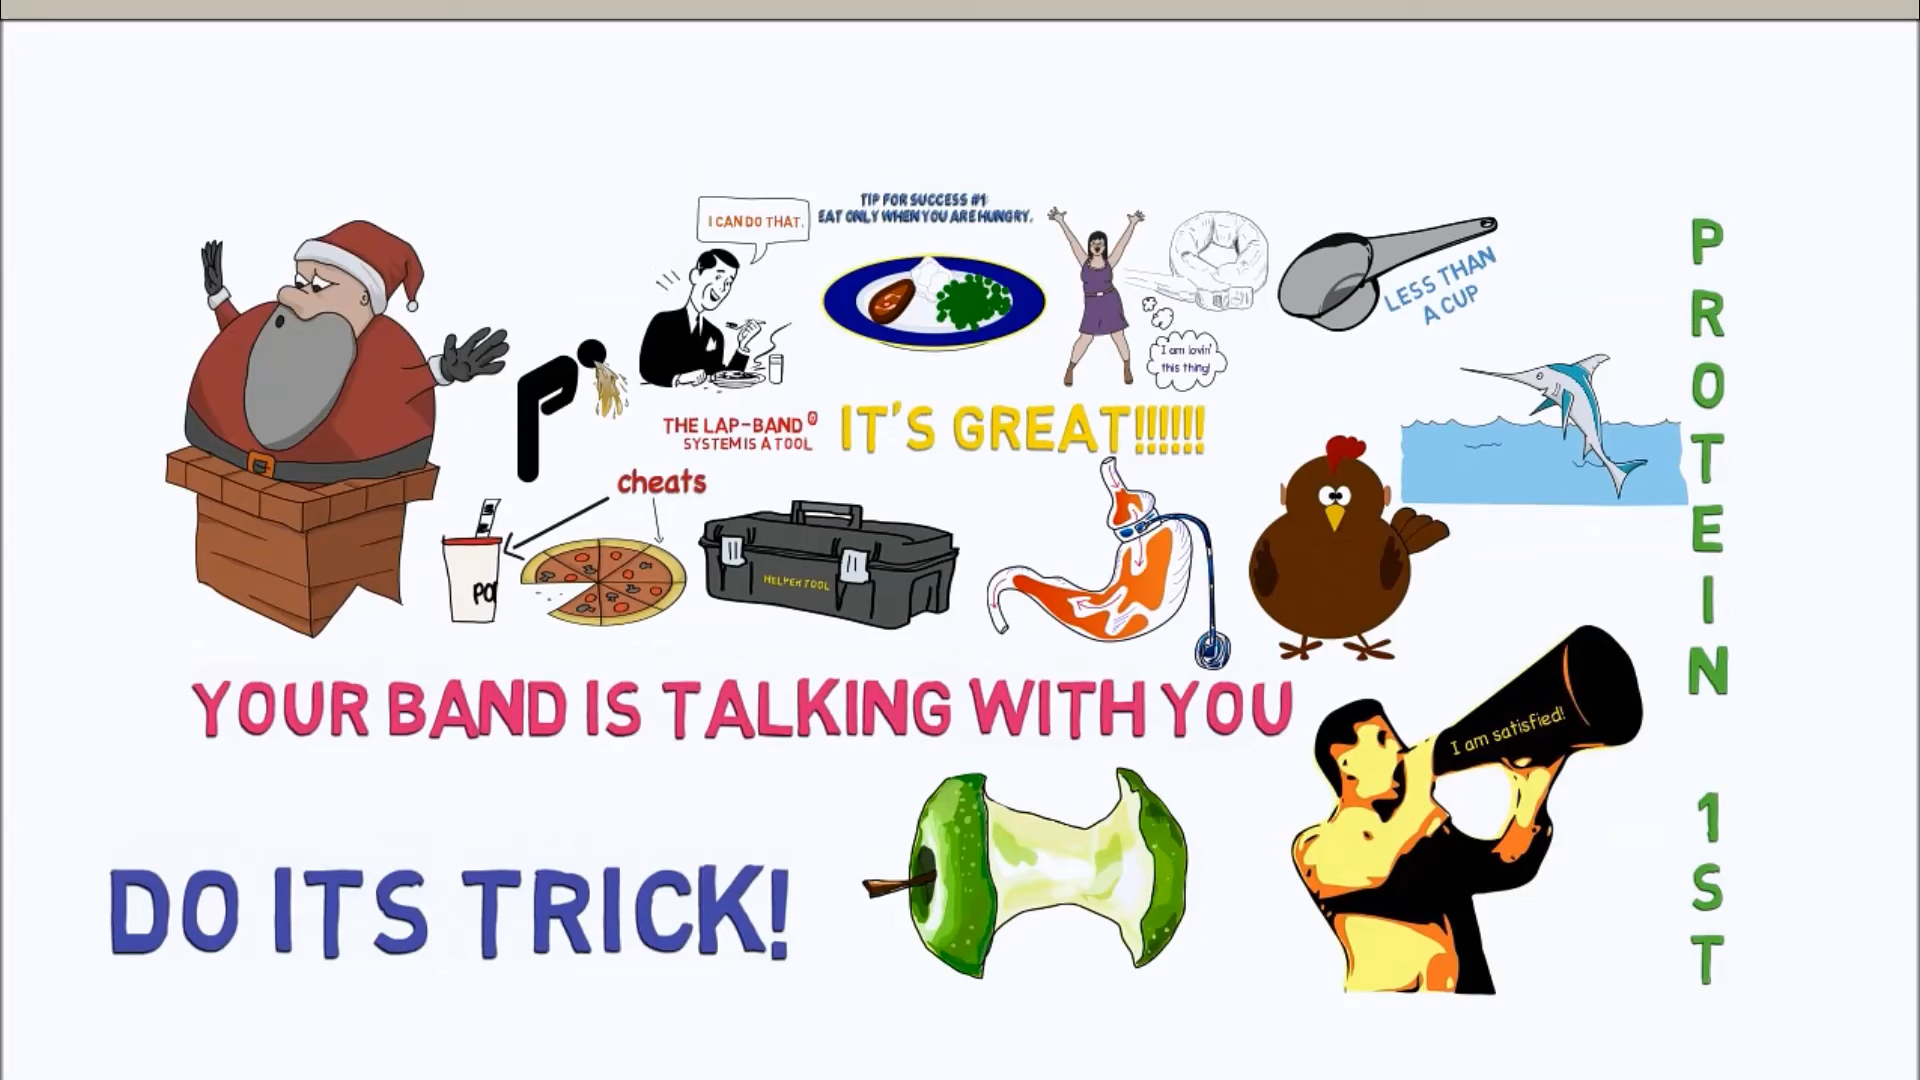 I CAN DO THAT.
TIP FOR SUCCESS #1:
EAT ONLY WHEN YOU ARE HUNGRY.
LESS THAN
A CUP
I am lovin'
this thing!
THE LAP-BAND®
SYSTEM IS A TOOL
IT'S GREAT!!!!!!
cheats
POP
HELPER TOOL
PROTEIN 1ST
YOUR BAND IS TALKING WITH YOU
I am satisfied!
DO ITS TRICK!